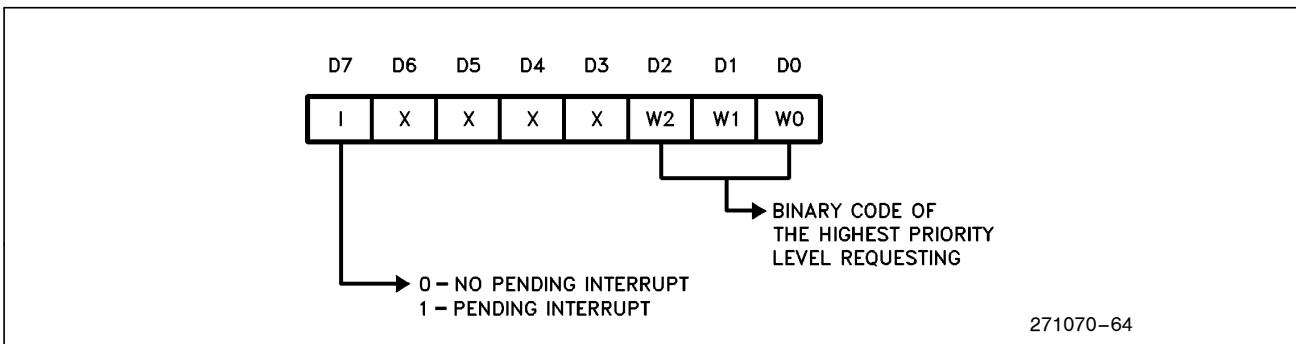 D7 D6 D5 D4 D3 D2 D1 D0
I X X X X W2 W1 W0
BINARY CODE OF
THE HIGHEST PRIORITY
LEVEL REQUESTING
0 – NO PENDING INTERRUPT
1 – PENDING INTERRUPT
271070–64